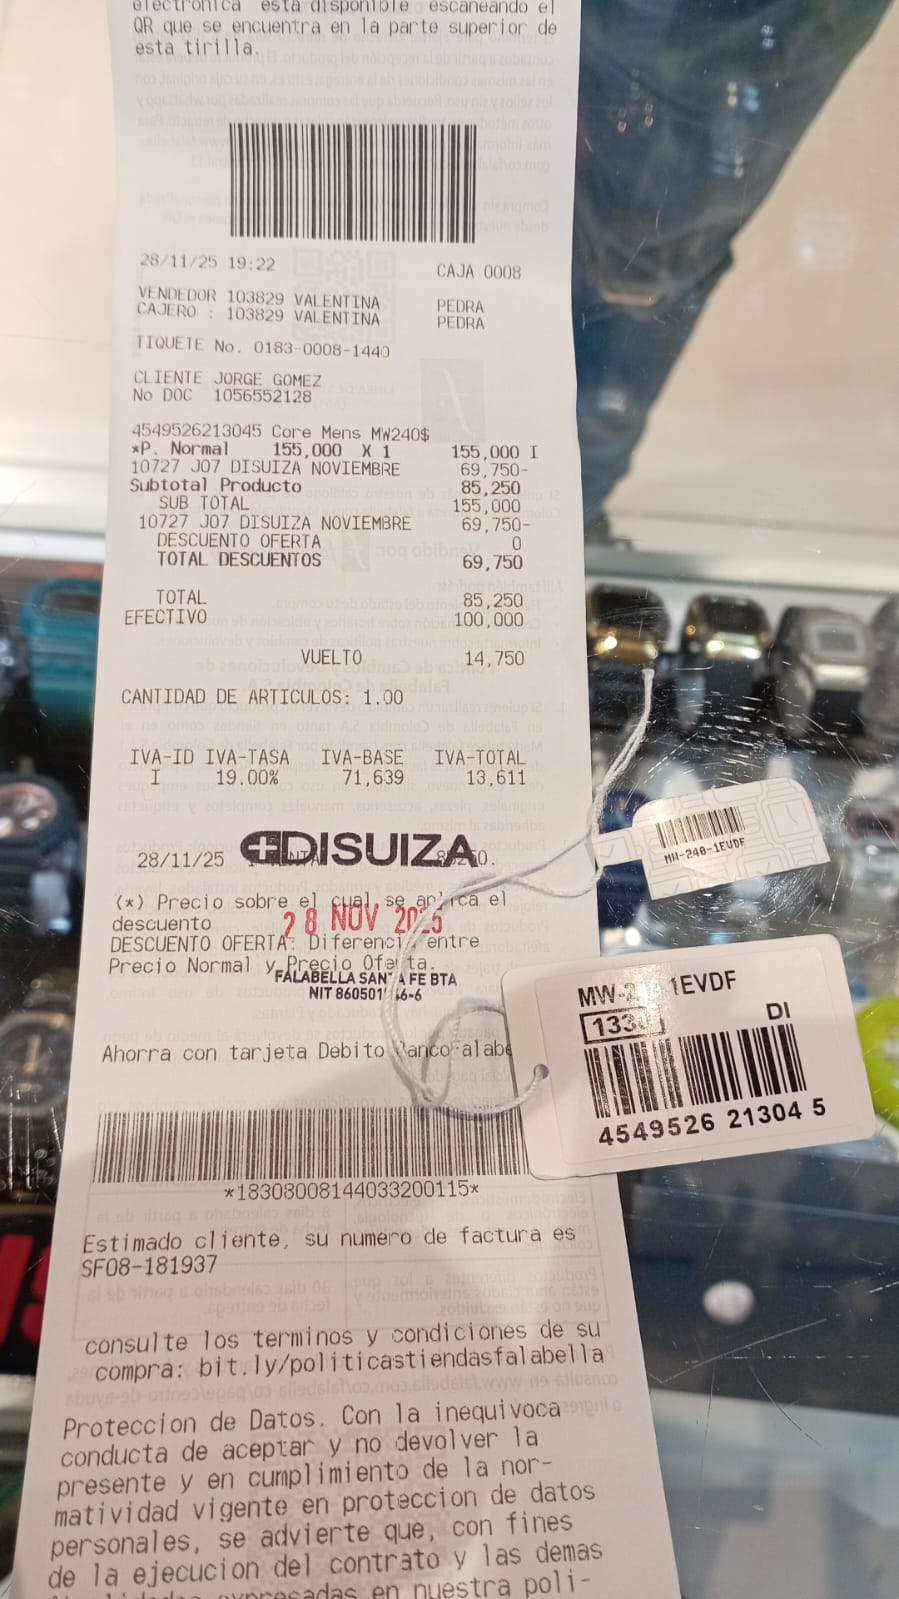 electronica esta disponible escaneando el
QR que se encuentra en la parte superior de
esta tirilla.
28/11/25 19:22 CAJA 0008
VENDEDOR 103829 VALENTINA PEDRA
CAJERO : 103829 VALENTINA PEDRA
TIQUETE No. 0183-0008-1440
CLIENTE JORGE GOMEZ
No DOC 1056552128
4549526213045 Core Mens MW240$
*P. Normal 155,000 X 1 155,000 I
10727 J07 DISUIZA NOVIEMBRE 69,750-
Subtotal Producto 85,250
SUB TOTAL 155,000
10727 J07 DISUIZA NOVIEMBRE 69,750-
DESCUENTO OFERTA 0
TOTAL DESCUENTOS 69,750
TOTAL 85,250
EFECTIVO 100,000
VUELTO 14,750
CANTIDAD DE ARTICULOS: 1.00
IVA-ID IVA-TASA IVA-BASE IVA-TOTAL
I 19.00% 71,639 13,611
28/11/25
DISUIZA
(*) Precio sobre el cual se aplica el
descuento
28 NOV 2025
DESCUENTO OFERTA: Diferencia entre
Precio Normal y Precio Oferta.
FALABELLA SANTA FE BTA
NIT
Ahorra con tarjeta Debito
*18308008144033200115*
Estimado cliente, su numero de factura es
SF08-181937
consulte los terminos y condiciones de su
compra: bit.ly/politicastiendasfalabella
Proteccion de Datos. Con la inequivoca
conducta de aceptar y no devolver la
presente y en cumplimiento de la nor-
matividad vigente en proteccion de datos
personales, se advierte que, con fines
de la ejecucion del contrato y las demas
expresadas en nuestra poli-
MW-240-1EVDF
1EVDF
DI
4549526 21304 5